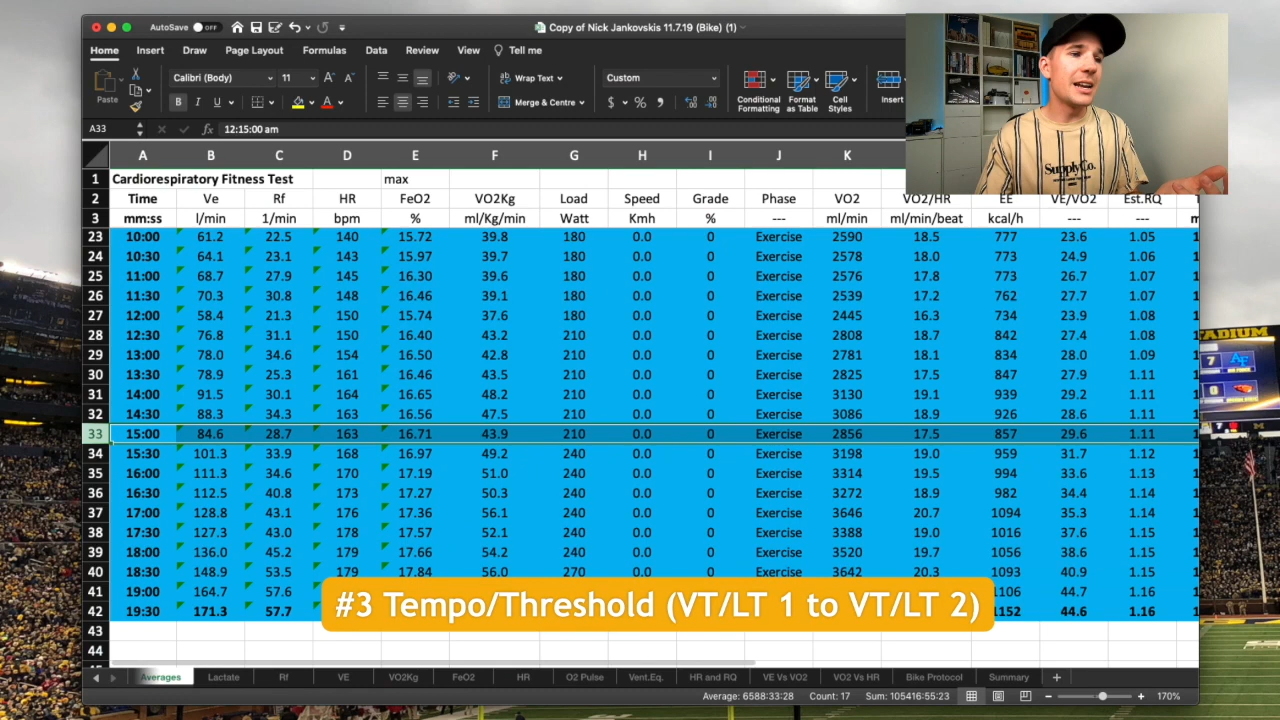 AutoSave OFF Copy of Nick Jankovskis 11.7.19 (Bike) (1)
Home Insert Draw Page Layout Formulas Data Review View Tell me
Paste Calibri (Body) 11 A A Wrap Text Custom
B I U A Merge & Centre $ % Conditional Formatting Format as Table Cell Styles Insert
A33 fx 12:15:00 am
A B C D E F G H I J K
1 Cardiorespiratory Fitness Test max
2 Time Ve Rf HR FeO2 VO2Kg Load Speed Grade Phase VO2 VO2/HR EE VE/VO2 Est.RQ
3 mm:ss l/min 1/min bpm % ml/Kg/min Watt Kmh % --- ml/min ml/min/beat kcal/h --- ---
23 10:00 61.2 22.5 140 15.72 39.8 180 0.0 0 Exercise 2590 18.5 777 23.6 1.05
24 10:30 64.1 23.1 143 15.97 39.7 180 0.0 0 Exercise 2578 18.0 773 24.9 1.06
25 11:00 68.7 27.9 145 16.30 39.6 180 0.0 0 Exercise 2576 17.8 773 26.7 1.07
26 11:30 70.3 30.8 148 16.46 39.1 180 0.0 0 Exercise 2539 17.2 762 27.7 1.07
27 12:00 58.4 21.3 150 15.74 37.6 180 0.0 0 Exercise 2445 16.3 734 23.9 1.08
28 12:30 76.8 31.1 150 16.40 43.2 210 0.0 0 Exercise 2808 18.7 842 27.4 1.08
29 13:00 78.0 34.6 154 16.50 42.8 210 0.0 0 Exercise 2781 18.1 834 28.0 1.09
30 13:30 78.9 25.3 161 16.46 43.5 210 0.0 0 Exercise 2825 17.5 847 27.9 1.11
31 14:00 91.5 30.1 164 16.65 48.2 210 0.0 0 Exercise 3130 19.1 939 29.2 1.11
32 14:30 88.3 34.3 163 16.56 47.5 210 0.0 0 Exercise 3086 18.9 926 28.6 1.11
33 15:00 84.6 28.7 163 16.71 43.9 210 0.0 0 Exercise 2856 17.5 857 29.6 1.11
34 15:30 101.3 33.9 168 16.97 49.2 240 0.0 0 Exercise 3198 19.0 959 31.7 1.12
35 16:00 111.3 34.6 170 17.19 51.0 240 0.0 0 Exercise 3314 19.0 994 33.6 1.13
36 16:30 112.5 40.8 173 17.27 50.3 240 0.0 0 Exercise 3272 18.9 982 34.4 1.14
37 17:00 128.8 43.1 176 17.36 56.1 240 0.0 0 Exercise 3646 20.7 1094 35.3 1.14
38 17:30 127.3 43.0 178 17.57 52.1 240 0.0 0 Exercise 3388 19.0 1016 37.6 1.15
39 18:00 136.0 45.2 179 17.66 54.2 240 0.0 0 Exercise 3520 19.7 1056 38.6 1.15
40 18:30 148.9 53.5 179 17.84 56.0 270 0.0 0 Exercise 3642 20.3 1093 40.9 1.15
41 19:00 164.7 57.6 1106 44.6 1.16
42 19:30 171.3 57.7 1152 44.6 1.16
43
44
#3 Tempo/Threshold (VT/LT 1 to VT/LT 2)
Averages Lactate Rf VE VO2Kg FeO2 HR O2 Pulse Vent.Eq. HR and RQ VE Vs VO2 VO2 Vs HR Bike Protocol Summary
Average: 6588:33:28 Count: 17 Sum: 105416:55:23 170%
Supply Co.
STADIUM
7 AF
0